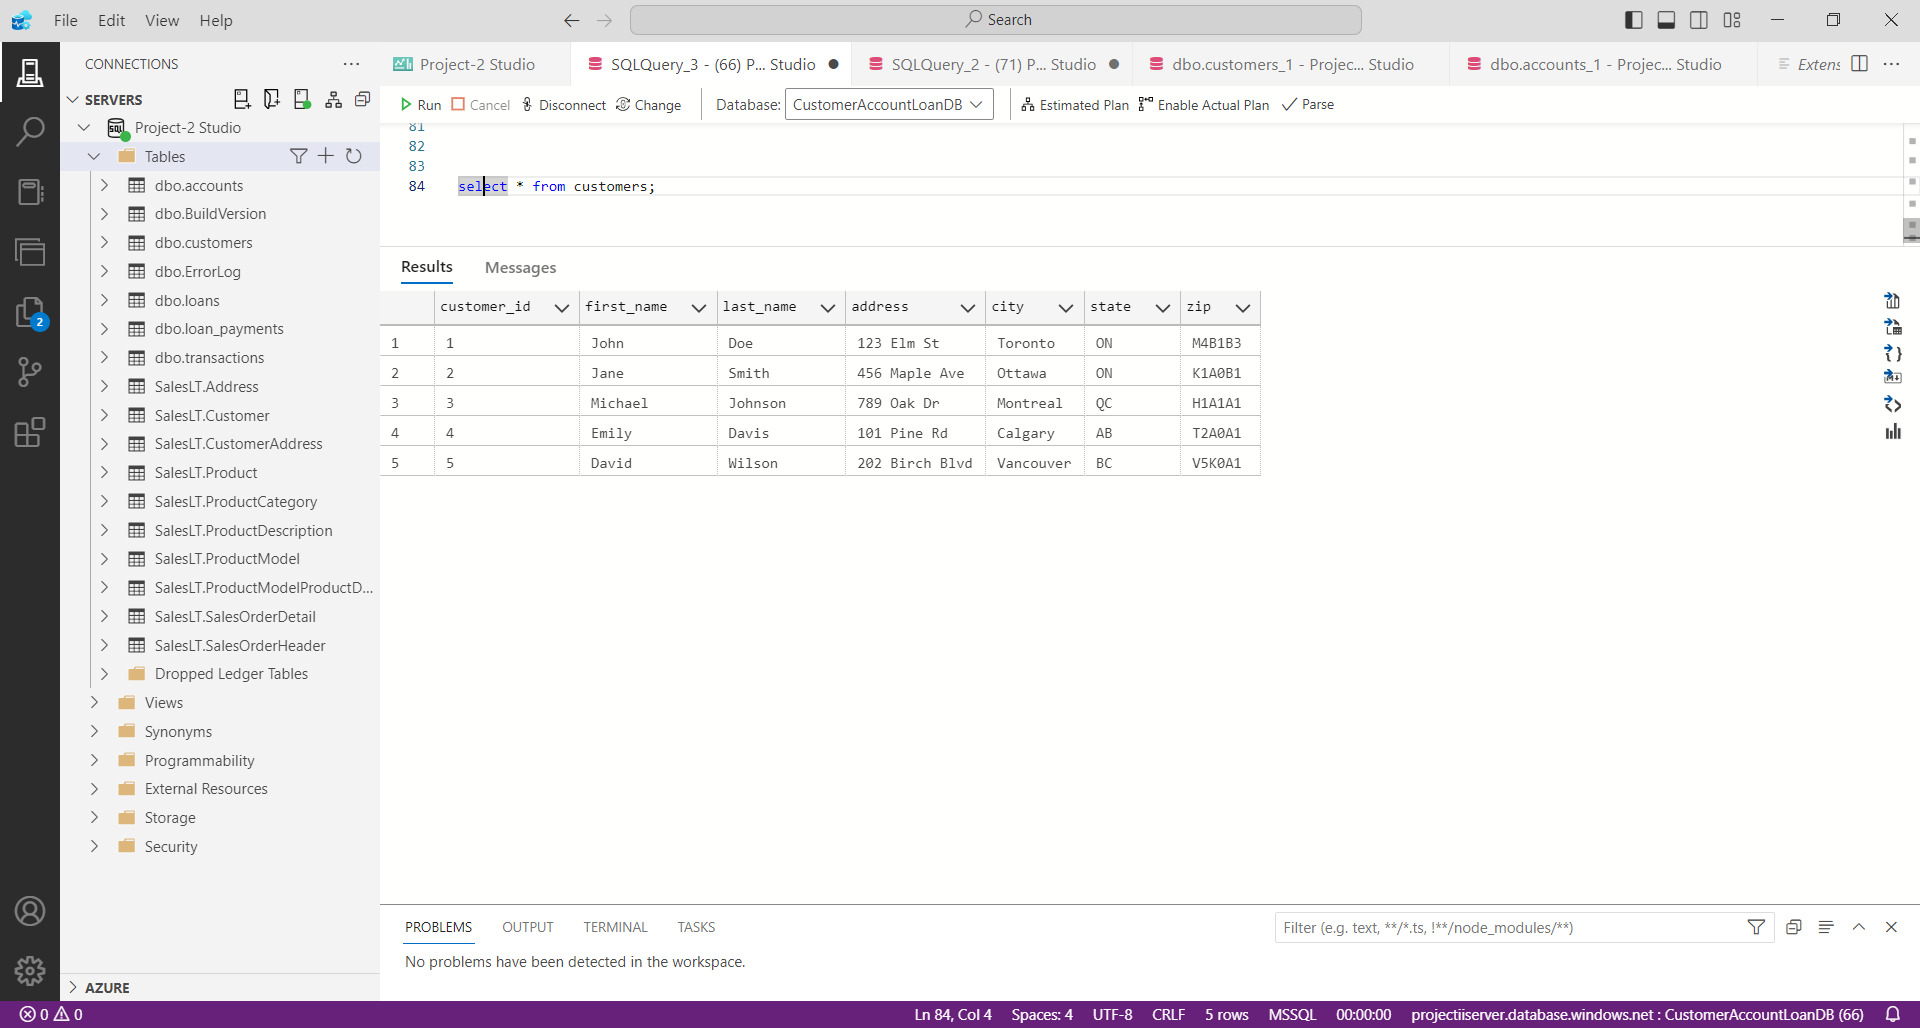 File Edit View Help
Search
CONNECTIONS ···
SERVERS
Project-2 Studio
Tables
dbo.accounts
dbo.BuildVersion
dbo.customers
dbo.ErrorLog
dbo.loans
dbo.loan_payments
dbo.transactions
SalesLT.Address
SalesLT.Customer
SalesLT.CustomerAddress
SalesLT.Product
SalesLT.ProductCategory
SalesLT.ProductDescription
SalesLT.ProductModel
SalesLT.ProductModelProductD...
SalesLT.SalesOrderDetail
SalesLT.SalesOrderHeader
Dropped Ledger Tables
Views
Synonyms
Programmability
External Resources
Storage
Security
AZURE
2
Project-2 Studio SQLQuery_3 - (66) P... Studio SQLQuery_2 - (71) P... Studio dbo.customers_1 - Projec... Studio dbo.accounts_1 - Projec... Studio Extens
Run Cancel Disconnect Change Database: CustomerAccountLoanDB Estimated Plan Enable Actual Plan Parse
81
82
83
84 select * from customers;
Results Messages
customer_id first_name last_name address city state zip
1 1 John Doe 123 Elm St Toronto ON M4B1B3
2 2 Jane Smith 456 Maple Ave Ottawa ON K1A0B1
3 3 Michael Johnson 789 Oak Dr Montreal QC H1A1A1
4 4 Emily Davis 101 Pine Rd Calgary AB T2A0A1
5 5 David Wilson 202 Birch Blvd Vancouver BC V5K0A1
PROBLEMS OUTPUT TERMINAL TASKS Filter (e.g. text, **/*.ts, !**/node_modules/**)
No problems have been detected in the workspace.
0 0 Ln 84, Col 4 Spaces: 4 UTF-8 CRLF 5 rows MSSQL 00:00:00 projectiiserver.database.windows.net : CustomerAccountLoanDB (66)